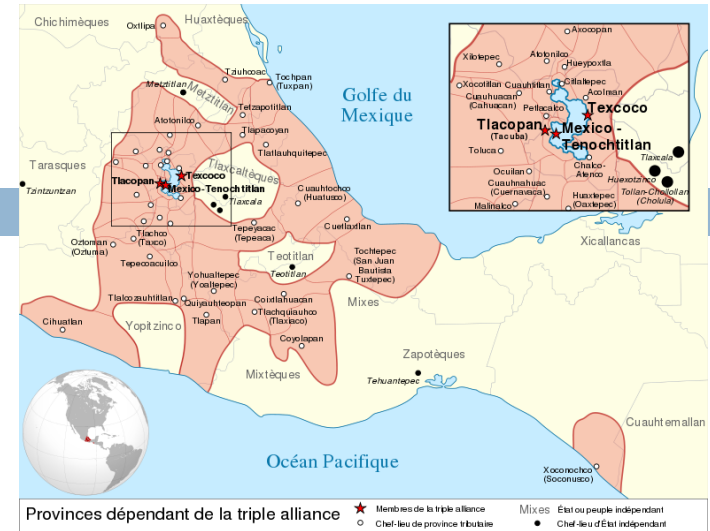 Chichimèques
Huaxtèques
Oxitipa
Tziuhcoac
Tochpan
(Tuxpan)
Metztitlan
Metztitlan
Tetzapotitlan
Atotonilco
Tlapacoyan
Tlatlauhquitepec
Golfe du
Mexique
Tarasques
Tzintzuntzan
Tlaxcaltèques
Texcoco
Tlacopan
Mexico-Tenochtitlan
Tlaxcala
Cuauhtochco
(Huatusco)
Cuetlaxtlan
Tepeyacac
(Tepeaca)
Tlachco
(Taxco)
Oztoman
(Oztuma)
Tepecoacuilco
Teotitlan
Teotitlan
Tochtepec
(San Juan
Bautista
Tuxtepec)
Xicallancas
Yohualtepec
(Yoaltepec)
Tlalcozauhtitlan
Quiyauhteopan
Coixtlahuacan
Tlachquiauhco
(Tlaxiaco)
Mixes
Cihuatlan
Yopitzinco
Tlapan
Coyolapan
Zapotèques
Mixtèques
Tehuantepec
Cuauhtemallan
Océan Pacifique
Xoconochco
(Soconusco)
Axocopan
Xilotepec
Atotonilco
Hueypoxtla
Xocotitlan
Cuauhtitlan
Citlaltepec
Cuahuacan
(Cahuacan)
Acolman
Petlacalco
Texcoco
Tlacopan
(Tacuba)
Mexico -
Tenochtitlan
Toluca
Chalco-
Atenco
Tlaxcala
Ocuilan
Huexotzinco
Cuauhnahuac
(Cuernavaca)
Tollan-Chollollan
(Cholula)
Malinalco
Huaxtepec
(Oaxtepec)
Provinces dépendant de la triple alliance
Membres de la triple alliance
Chef-lieu de province tributaire
Mixes
État ou peuple indépendant
Chef-lieu d'État indépendant